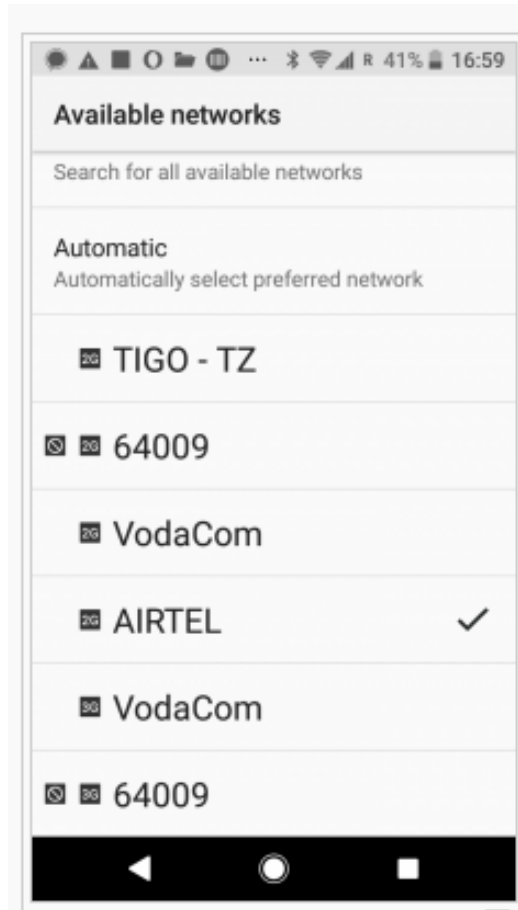 R 41% 16:59
Available networks
Search for all available networks
Automatic
Automatically select preferred network
2G TIGO - TZ
2G 64009
2G VodaCom
2G AIRTEL
3G VodaCom
3G 64009